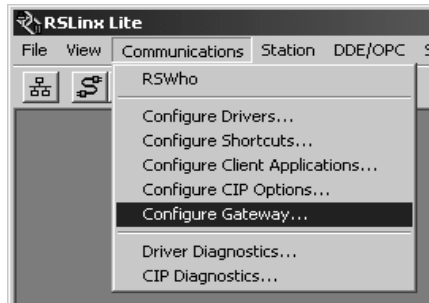 RSLinx Lite
File View Communications Station DDE/OPC S
RSWho
Configure Drivers...
Configure Shortcuts...
Configure Client Applications...
Configure CIP Options...
Configure Gateway...
Driver Diagnostics...
CIP Diagnostics...